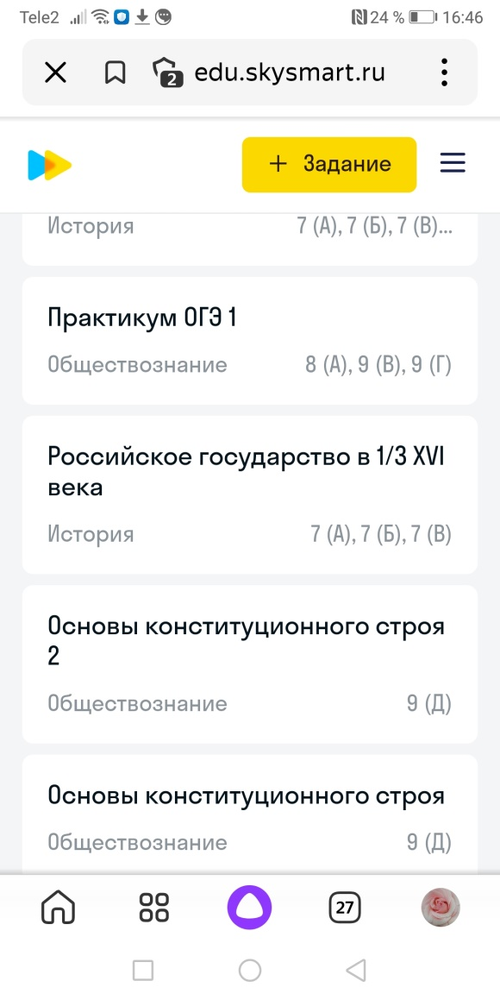 Tele2 24 % 16:46
2 edu.skysmart.ru
+ Задание
История 7 (А), 7 (Б), 7 (В)...
Практикум ОГЭ 1
Обществознание 8 (А), 9 (В), 9 (Г)
Российское государство в 1/3 XVI
века
История 7 (А), 7 (Б), 7 (В)
Основы конституционного строя
2
Обществознание 9 (Д)
Основы конституционного строя
Обществознание 9 (Д)
27